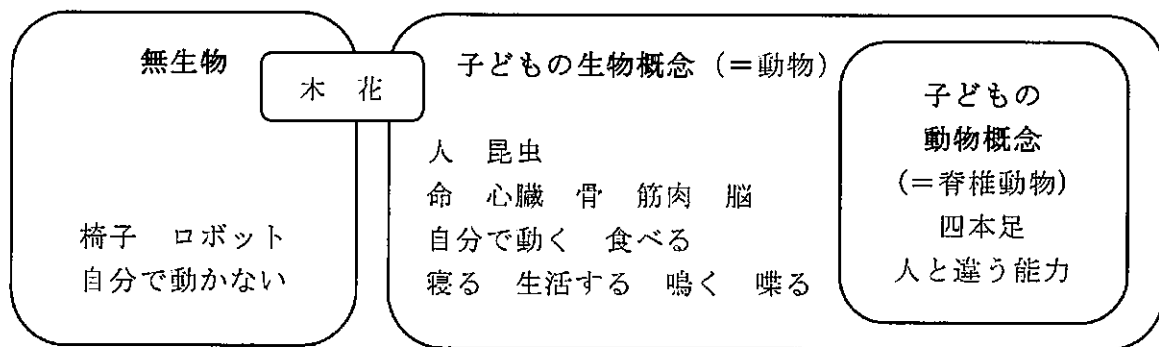 無生物
椅子 ロボット
自分で動かない
木 花
子どもの生物概念（＝動物）
人 昆虫
命 心臓 骨 筋肉 脳
自分で動く 食べる
寝る 生活する 鳴く 喋る
子どもの
動物概念
（＝脊椎動物）
四本足
人と違う能力